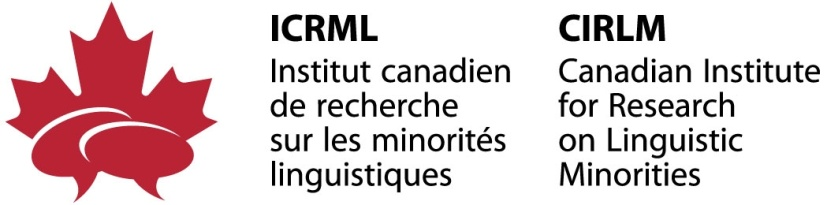 ICRML
Institut canadien
de recherche
sur les minorités
linguistiques
CIRLM
Canadian Institute
for Research
on Linguistic
Minorities